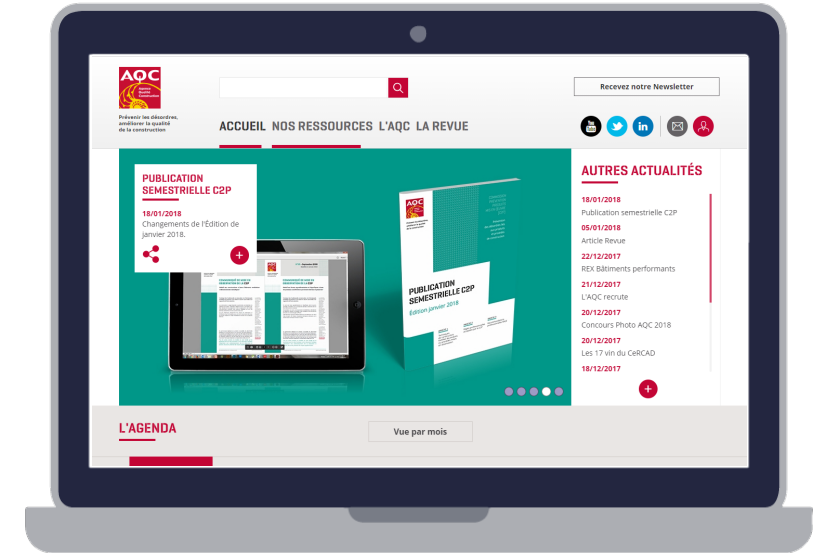 AQC
Agence
Qualité
Construction
Prévenir les désordres,
améliorer la qualité
de la construction
Recevez notre Newsletter
ACCUEIL NOS RESSOURCES L'AQC LA REVUE
You
Tube
in
PUBLICATION
SEMESTRIELLE C2P
18/01/2018
Changements de l'Édition de
janvier 2018.
AQC
PUBLICATION
SEMESTRIELLE C2P
Édition janvier 2018
AUTRES ACTUALITÉS
18/01/2018
Publication semestrielle C2P
05/01/2018
Article Revue
22/12/2017
REX Bâtiments performants
21/12/2017
L'AQC recrute
20/12/2017
Concours Photo AQC 2018
20/12/2017
Les 17 vin du CeRCAD
18/12/2017
L'AGENDA
Vue par mois